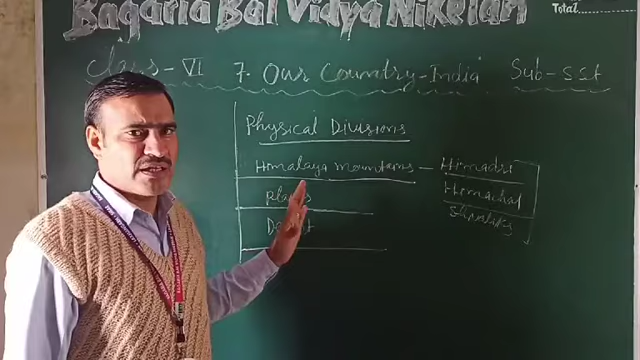 Bagaria Bal Vidya Niketan
Total
Class - VI 7. Our Country - India Sub - SSt
Physical Divisions
Himalaya mountains - Himadri
Plains Himachal
Desert Shivaliks